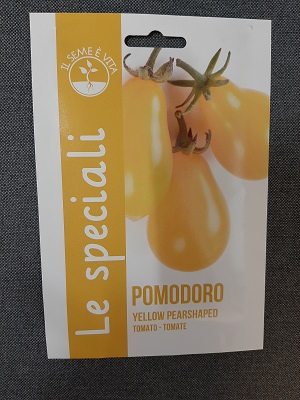 IL SEME È VITA
Le speciali
POMODORO
YELLOW PEARSHAPED
TOMATO - TOMATE